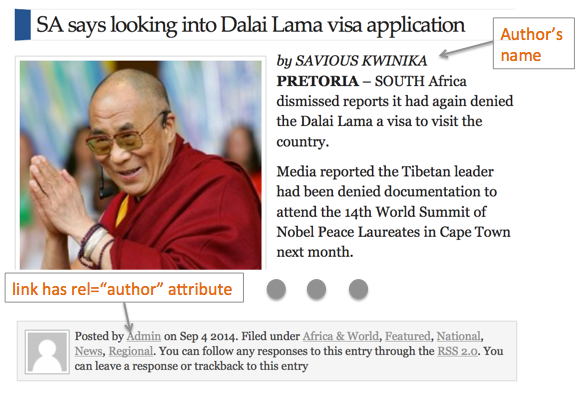 SA says looking into Dalai Lama visa application
Author's
name
by SAVIOUS KWINIKA
PRETORIA – SOUTH Africa
dismissed reports it had again denied
the Dalai Lama a visa to visit the
country.
Media reported the Tibetan leader
had been denied documentation to
attend the 14th World Summit of
Nobel Peace Laureates in Cape Town
next month.
link has rel="author" attribute
Posted by Admin on Sep 4 2014. Filed under Africa & World, Featured, National,
News, Regional. You can follow any responses to this entry through the RSS 2.0. You
can leave a response or trackback to this entry